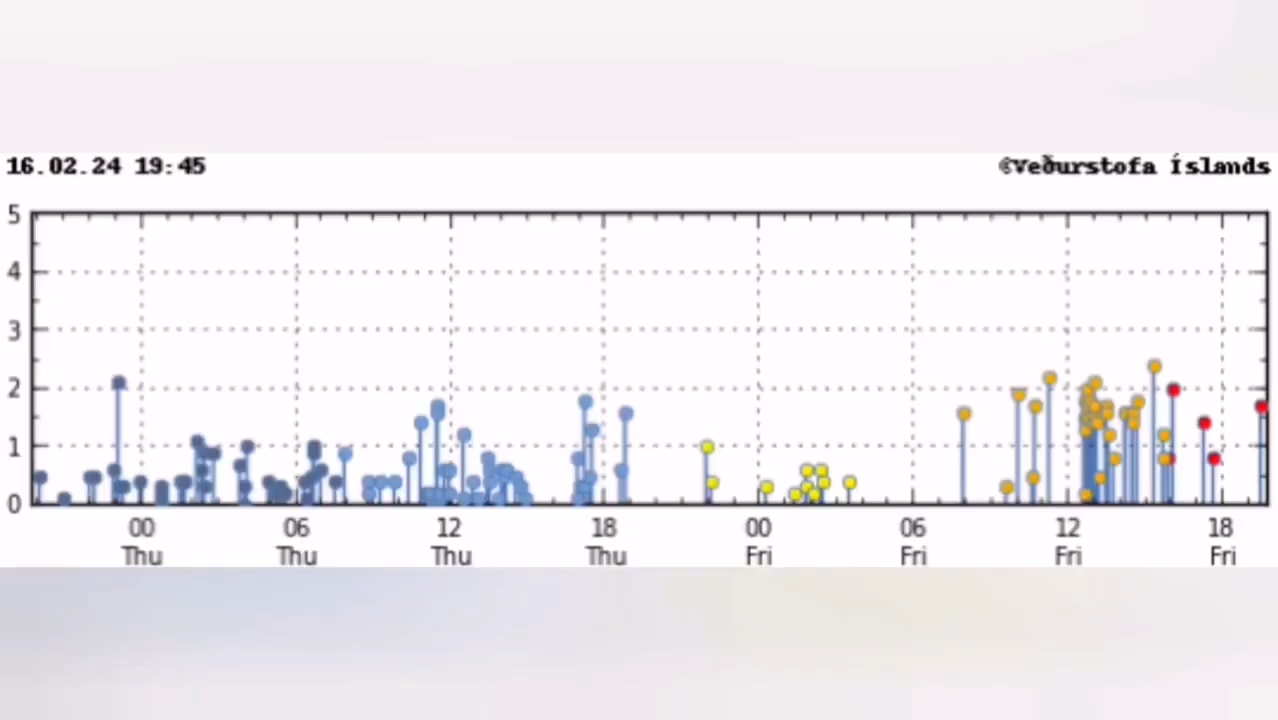 16.02.24 19:45 ©Veðurstofa Íslands
5
4
3
2
1
0
00 06 12 18 00 06 12 18
Thu Thu Thu Thu Fri Fri Fri Fri